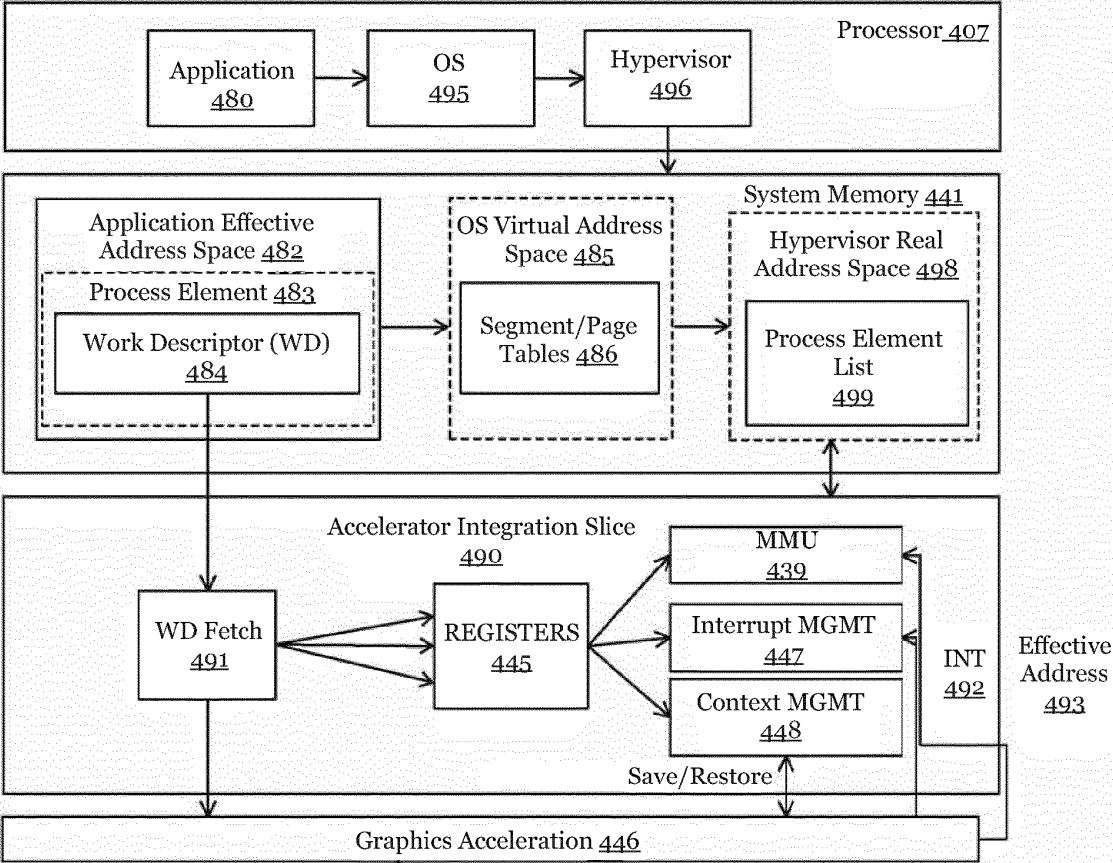 Processor 407
Application
480
OS
495
Hypervisor
496
System Memory 441
Application Effective
Address Space 482
Process Element 483
Work Descriptor (WD)
484
OS Virtual Address
Space 485
Segment/Page
Tables 486
Hypervisor Real
Address Space 498
Process Element
List
499
Accelerator Integration Slice
490
WD Fetch
491
REGISTERS
445
MMU
439
Interrupt MGMT
447
Context MGMT
448
INT
492
Effective
Address
493
Save/Restore
Graphics Acceleration 446